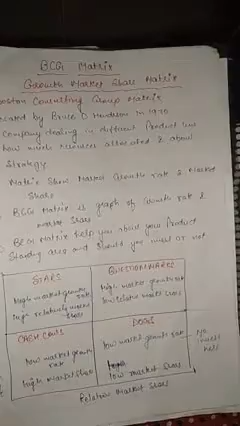 BCG Matrix
Growth Market Share Matrix
Boston Consulting Group Matrix
created by Bruce D Henderson in 1970
Company dealing in different Product line
how much resources allocated & about
Strategy
Matrix Show Market Growth rate & Market
Share
BCG Matrix is graph of Growth rate &
market Share
BCG Matrix help you about your Product
Standing also and should you invest or not
STARS
High market growth
rate
High relatively market
Share
QUESTION MARKS
High market growth rate
low relative market Share
CASH COWS
low market growth
rate
High market Share
DOGS
low market growth rate
low market Share
No
invest
here
Relative Market Share